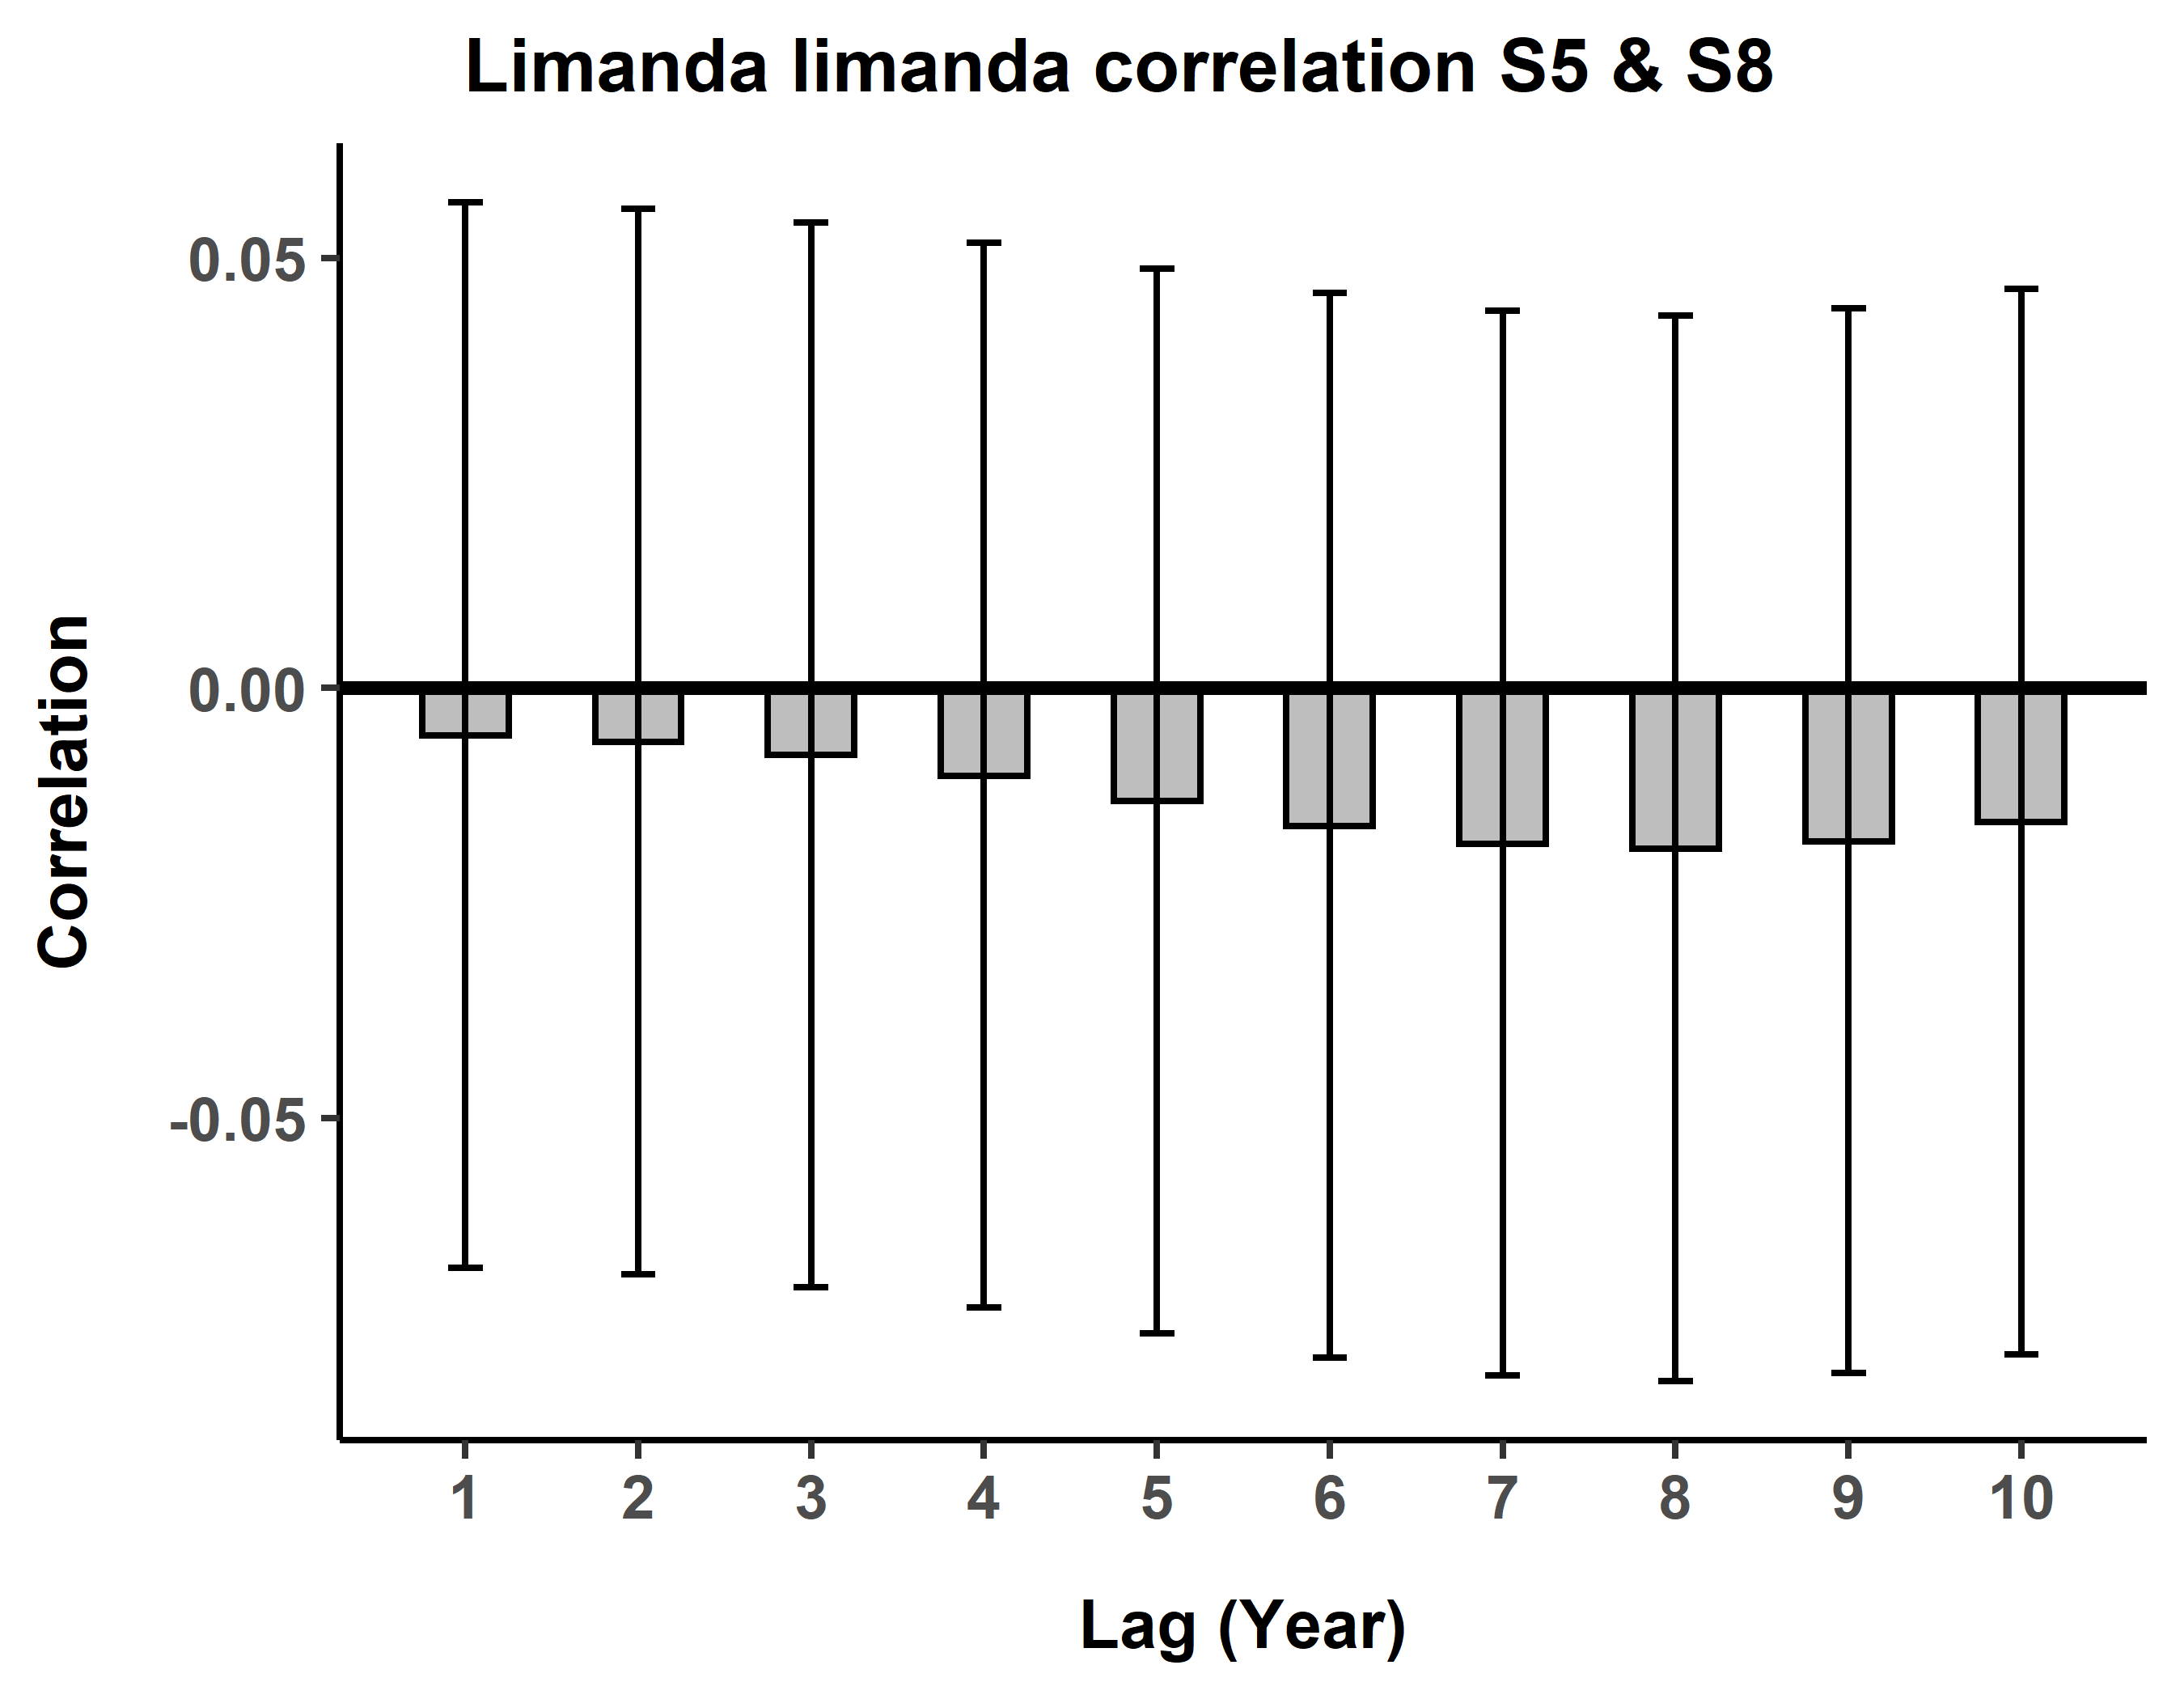 Limanda limanda correlation S5 & S8
Correlation
0.05
0.00
-0.05
1 2 3 4 5 6 7 8 9 10
Lag (Year)